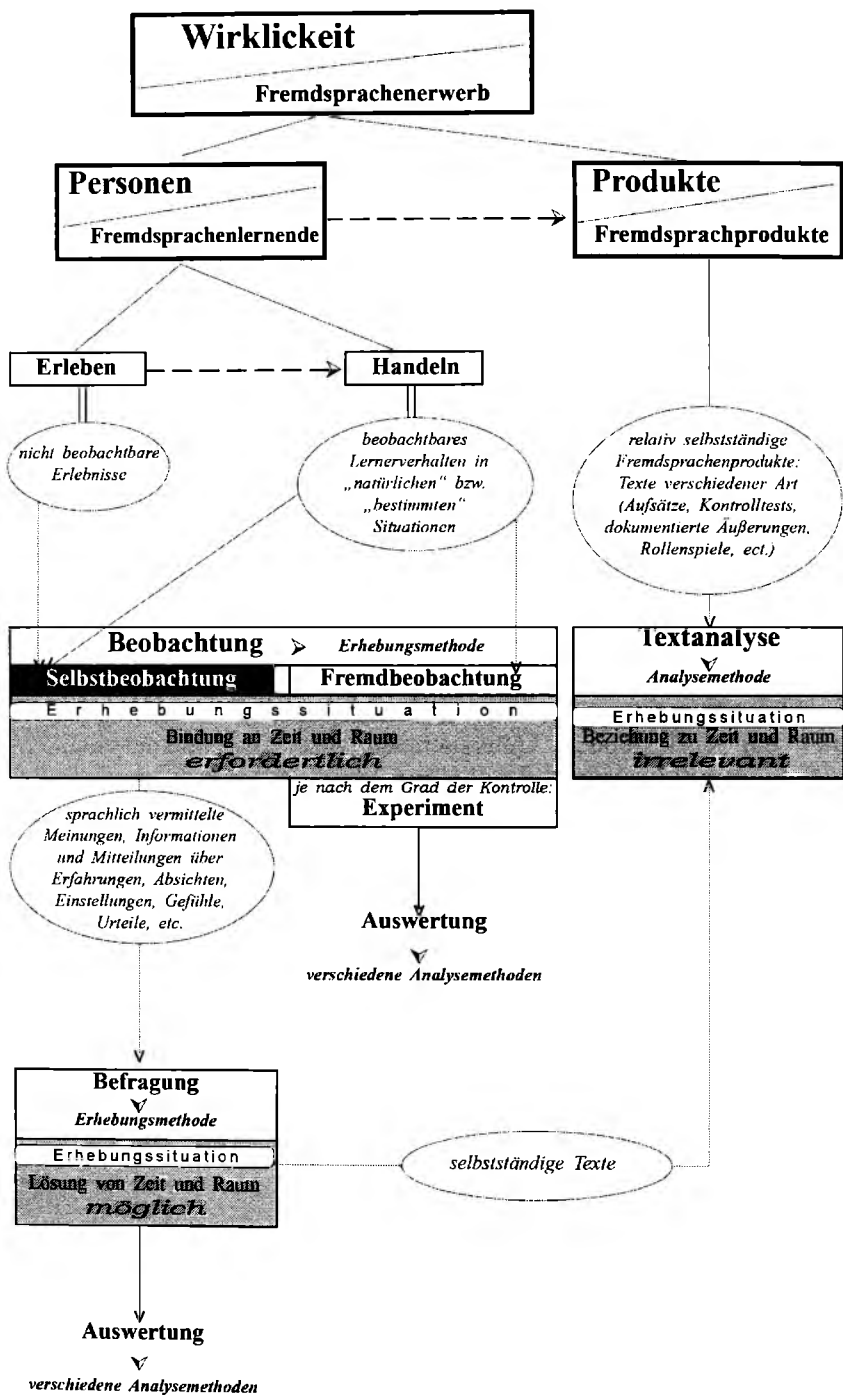 Wirklickeit
Fremdsprachenerwerb
Personen
Fremdsprachenlernende
Produkte
Fremdsprachprodukte
Erleben
Handeln
nicht beobachtbare
Erlebnisse
beobachtbares
Lernerverhalten in
„natürlichen“ bzw.
„bestimmten“
Situationen
relativ selbstständige
Fremdsprachenprodukte:
Texte verschiedener Art
(Aufsätze, Kontrolltests,
dokumentierte Äußerungen,
Rollenspiele, ect.)
Beobachtung
Erhebungsmethode
Selbstbeobachtung
Fremdbeobachtung
Erhebungssituation
Bindung an Zeit und Raum
erfordertlich
Textanalyse
Analysemethode
Erhebungssituation
Beziehung zu Zeit und Raum
irrelevant
je nach dem Grad der Kontrolle:
Experiment
sprachlich vermittelte
Meinungen, Informationen
und Mitteilungen über
Erfahrungen, Absichten,
Einstellungen, Gefühle,
Urteile, etc.
Auswertung
verschiedene Analysemethoden
Befragung
Erhebungsmethode
Erhebungssituation
Lösung von Zeit und Raum
möglich
selbstständige Texte
Auswertung
verschiedene Analysemethoden